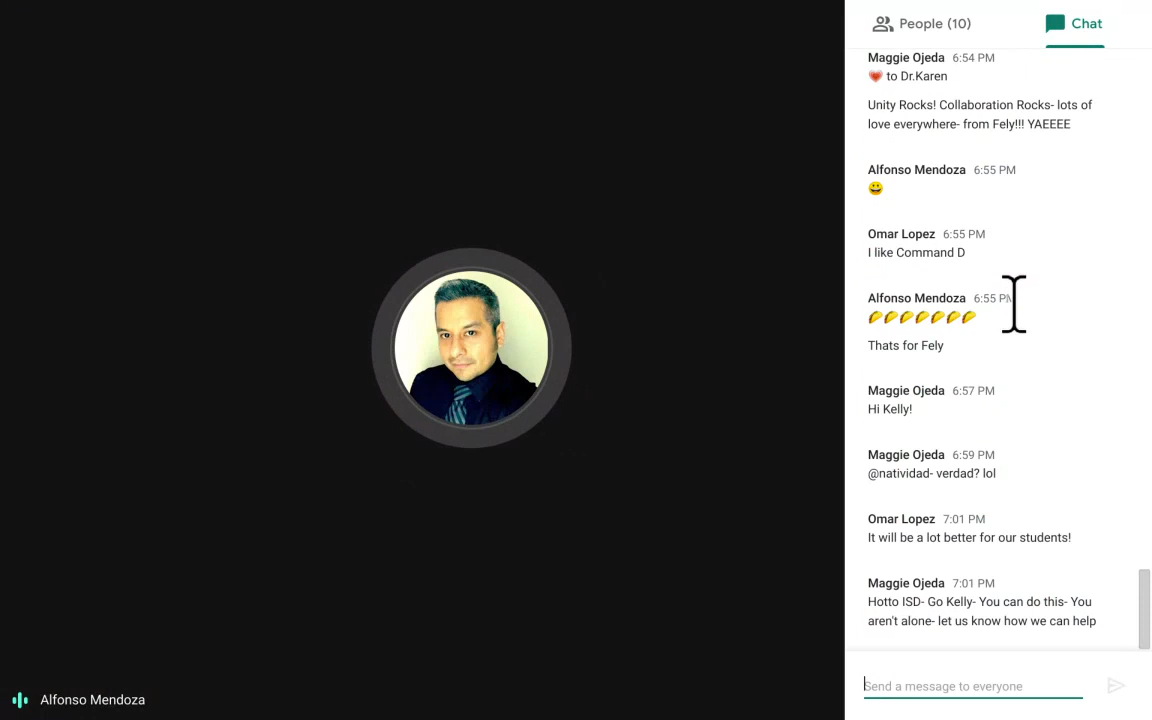 People (10)
Chat
Maggie Ojeda 6:54 PM
❤️ to Dr.Karen
Unity Rocks! Collaboration Rocks- lots of
love everywhere- from Fely!!! YAEEEE
Alfonso Mendoza 6:55 PM
😀
Omar Lopez 6:55 PM
I like Command D
Alfonso Mendoza 6:55 PM
🌮🌮🌮🌮🌮🌮🌮
Thats for Fely
Maggie Ojeda 6:57 PM
Hi Kelly!
Maggie Ojeda 6:59 PM
@natividad- verdad? lol
Omar Lopez 7:01 PM
It will be a lot better for our students!
Maggie Ojeda 7:01 PM
Hotto ISD- Go Kelly- You can do this- You
aren't alone- let us know how we can help
Send a message to everyone
Alfonso Mendoza